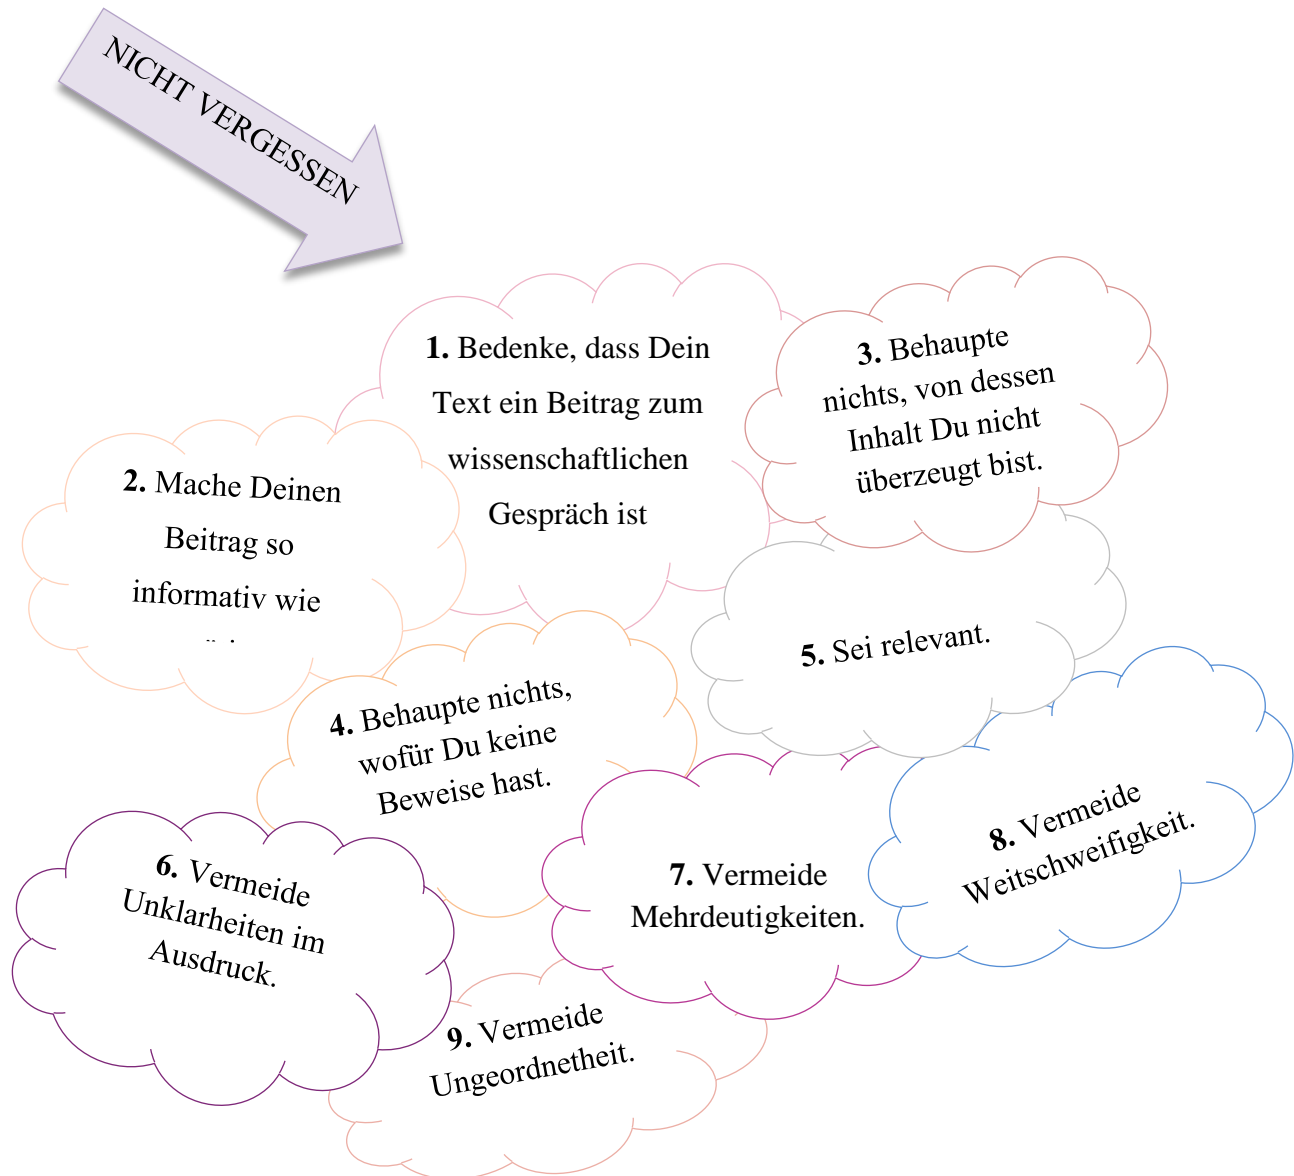 NICHT VERGESSEN
1. Bedenke, dass Dein
Text ein Beitrag zum
wissenschaftlichen
Gespräch ist
2. Mache Deinen
Beitrag so
informativ wie
3. Behaupte
nichts, von dessen
Inhalt Du nicht
überzeugt bist.
4. Behaupte nichts,
wofür Du keine
Beweise hast.
5. Sei relevant.
6. Vermeide
Unklarheiten im
Ausdruck.
7. Vermeide
Mehrdeutigkeiten.
8. Vermeide
Weitschweifigkeit.
9. Vermeide
Ungeordnetheit.